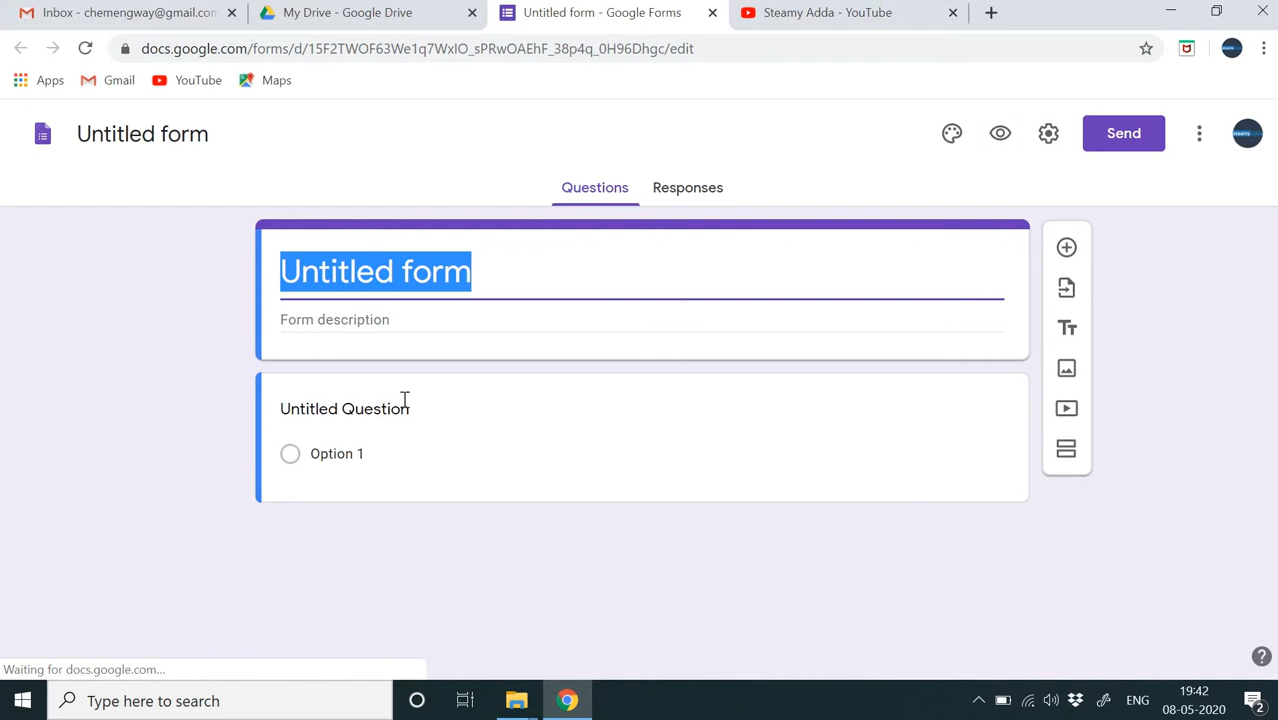 Inbox - chemengway@gmail.com
My Drive - Google Drive
Untitled form - Google Forms
Steamy Adda - YouTube
docs.google.com/forms/d/15F2TWOF63We1q7WxIO_sPRwOAEhF_38p4q_0H96Dhgc/edit
Apps
Gmail
YouTube
Maps
Untitled form
Send
Questions
Responses
Untitled form
Form description
Untitled Question
Option 1
Waiting for docs.google.com...
Type here to search
ENG
19:42
08-05-2020
2